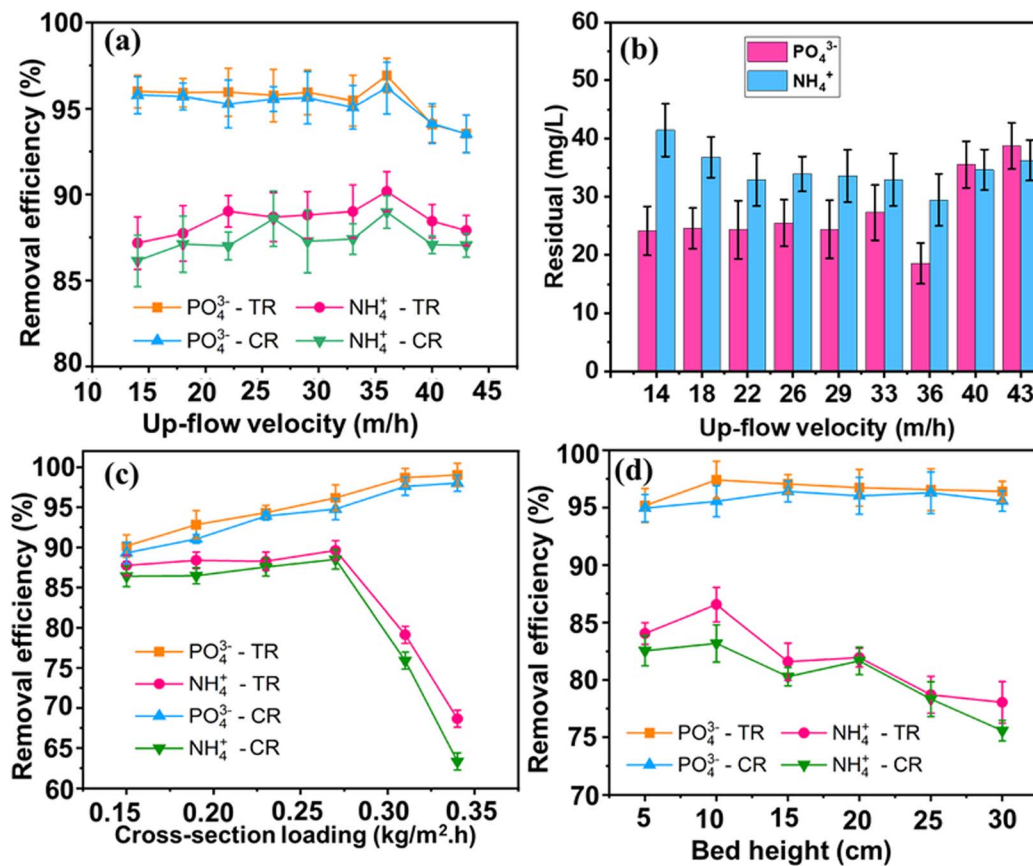 (a)
Removal efficiency (%)
100
95
90
85
80
PO₄³⁻ - TR
NH₄⁺ - TR
PO₄³⁻ - CR
NH₄⁺ - CR
10 15 20 25 30 35 40 45
Up-flow velocity (m/h)
(b)
PO₄³⁻
NH₄⁺
Residual (mg/L)
60
50
40
30
20
10
0
14 18 22 26 29 33 36 40 43
Up-flow velocity (m/h)
(c)
Removal efficiency (%)
100
95
90
85
80
75
70
65
60
PO₄³⁻ - TR
NH₄⁺ - TR
PO₄³⁻ - CR
NH₄⁺ - CR
0.15 0.20 0.25 0.30 0.35
Cross-section loading (kg/m².h)
(d)
Removal efficiency (%)
100
95
90
85
80
75
70
PO₄³⁻ - TR
NH₄⁺ - TR
PO₄³⁻ - CR
NH₄⁺ - CR
5 10 15 20 25 30
Bed height (cm)